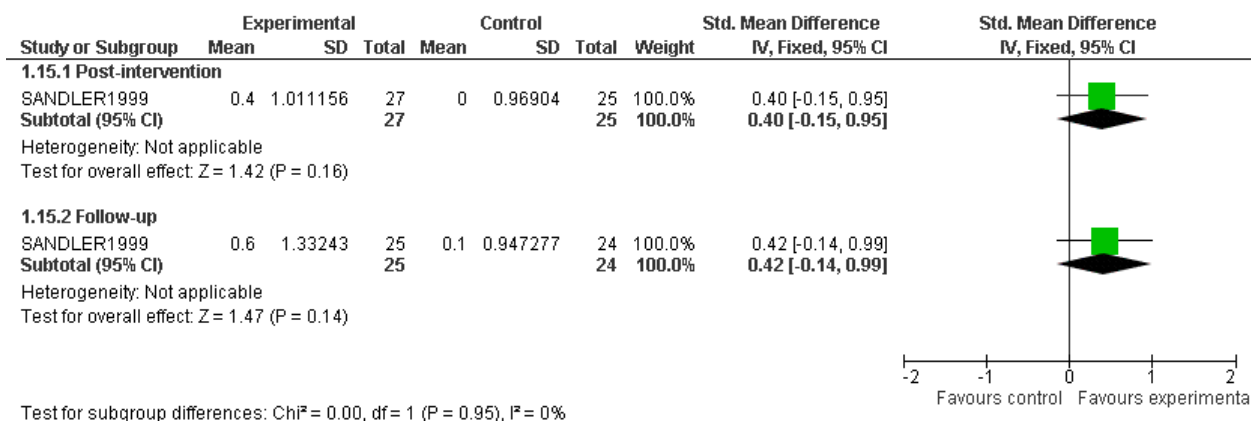 Experimental Control Std. Mean Difference Std. Mean Difference
Study or Subgroup Mean SD Total Mean SD Total Weight IV, Fixed, 95% CI IV, Fixed, 95% CI
1.15.1 Post-intervention
SANDLER1999 0.4 1.011156 27 0 0.96904 25 100.0% 0.40 [-0.15, 0.95]
Subtotal (95% CI) 27 25 100.0% 0.40 [-0.15, 0.95]
Heterogeneity: Not applicable
Test for overall effect: Z = 1.42 (P = 0.16)
1.15.2 Follow-up
SANDLER1999 0.6 1.33243 25 0.1 0.947277 24 100.0% 0.42 [-0.14, 0.99]
Subtotal (95% CI) 25 24 100.0% 0.42 [-0.14, 0.99]
Heterogeneity: Not applicable
Test for overall effect: Z = 1.47 (P = 0.14)
-2 -1 0 1 2
Favours control Favours experimenta
Test for subgroup differences: Chi² = 0.00, df = 1 (P = 0.95), I² = 0%